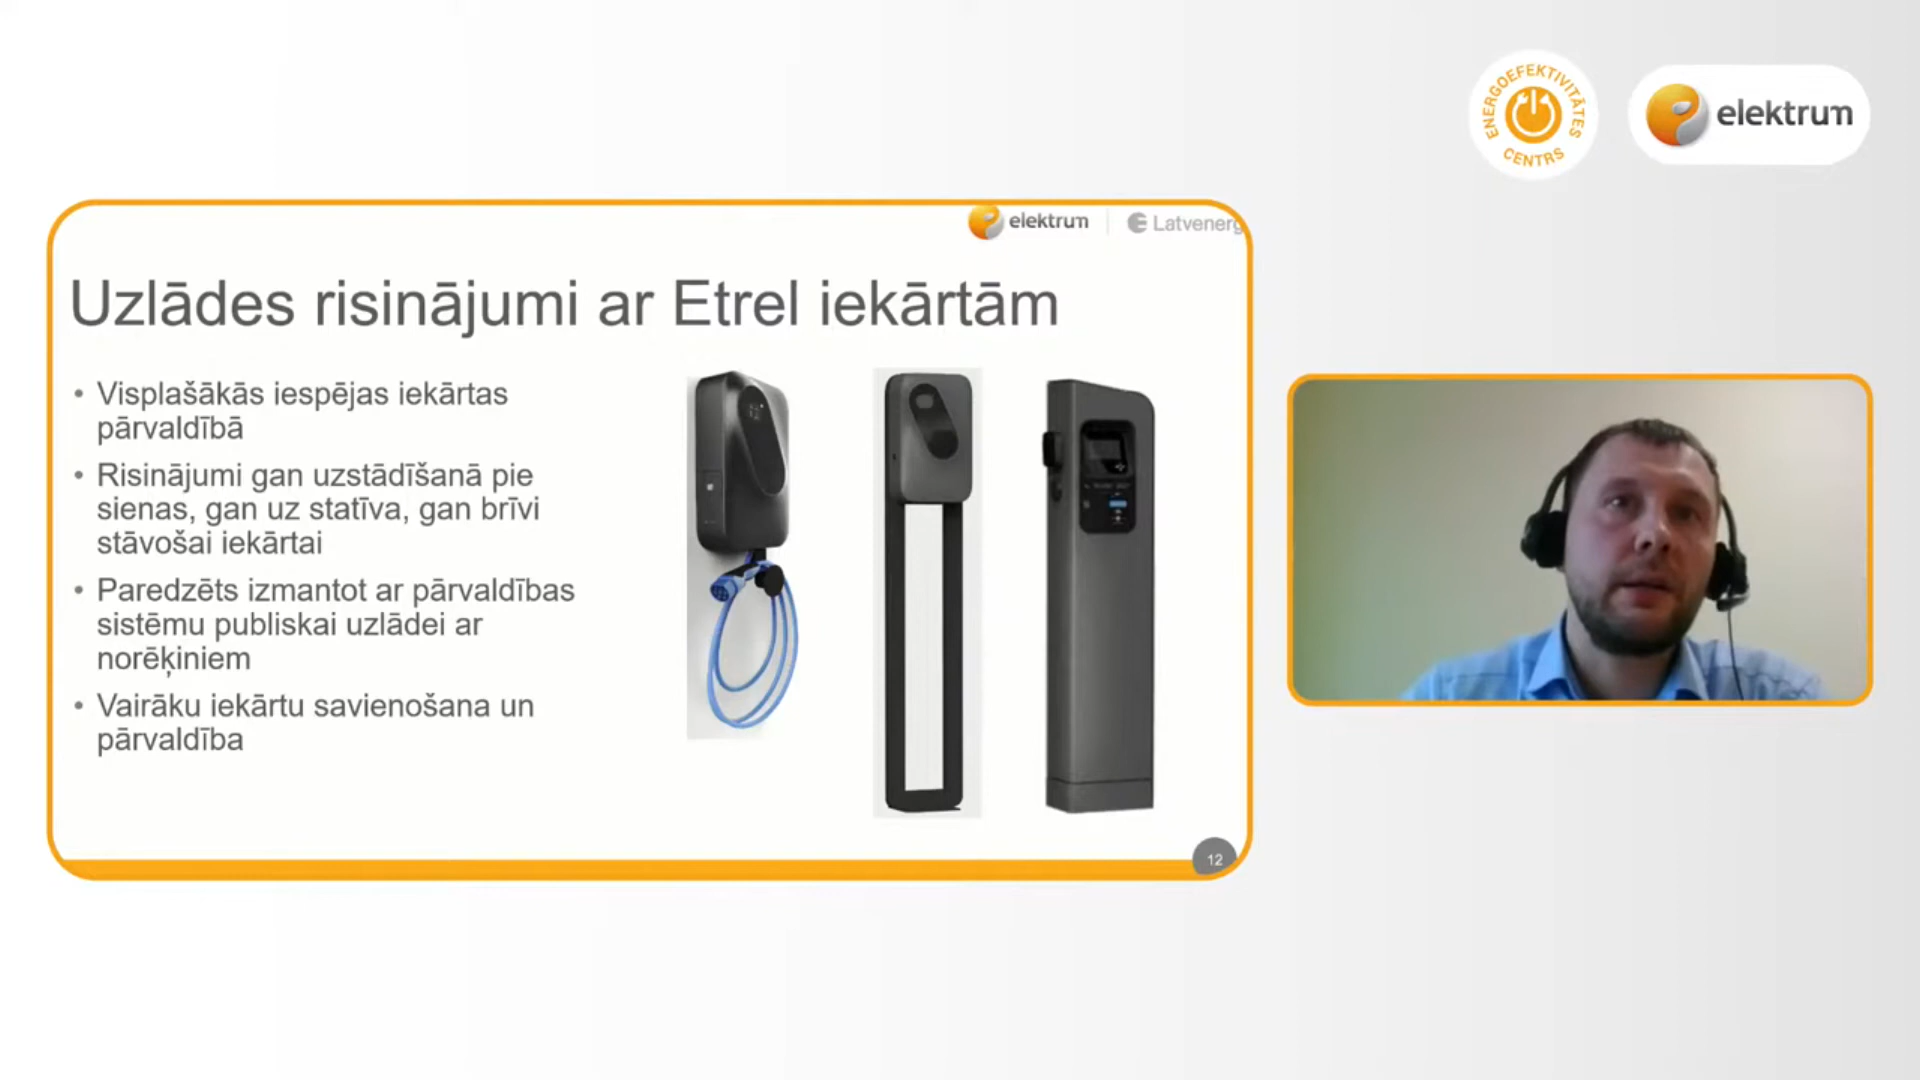 ENERGOEFEKTIVITĀTES
CENTRS
elektrum
elektrum
Latvenerg
Uzlādes risinājumi ar Etrel iekārtām
• Visplašākās iespējas iekārtas
pārvaldībā
• Risinājumi gan uzstādīšanā pie
sienas, gan uz statīva, gan brīvi
stāvošai iekārtai
• Paredzēts izmantot ar pārvaldības
sistēmu publiskai uzlādei ar
norēķiniem
• Vairāku iekārtu savienošana un
pārvaldība
12